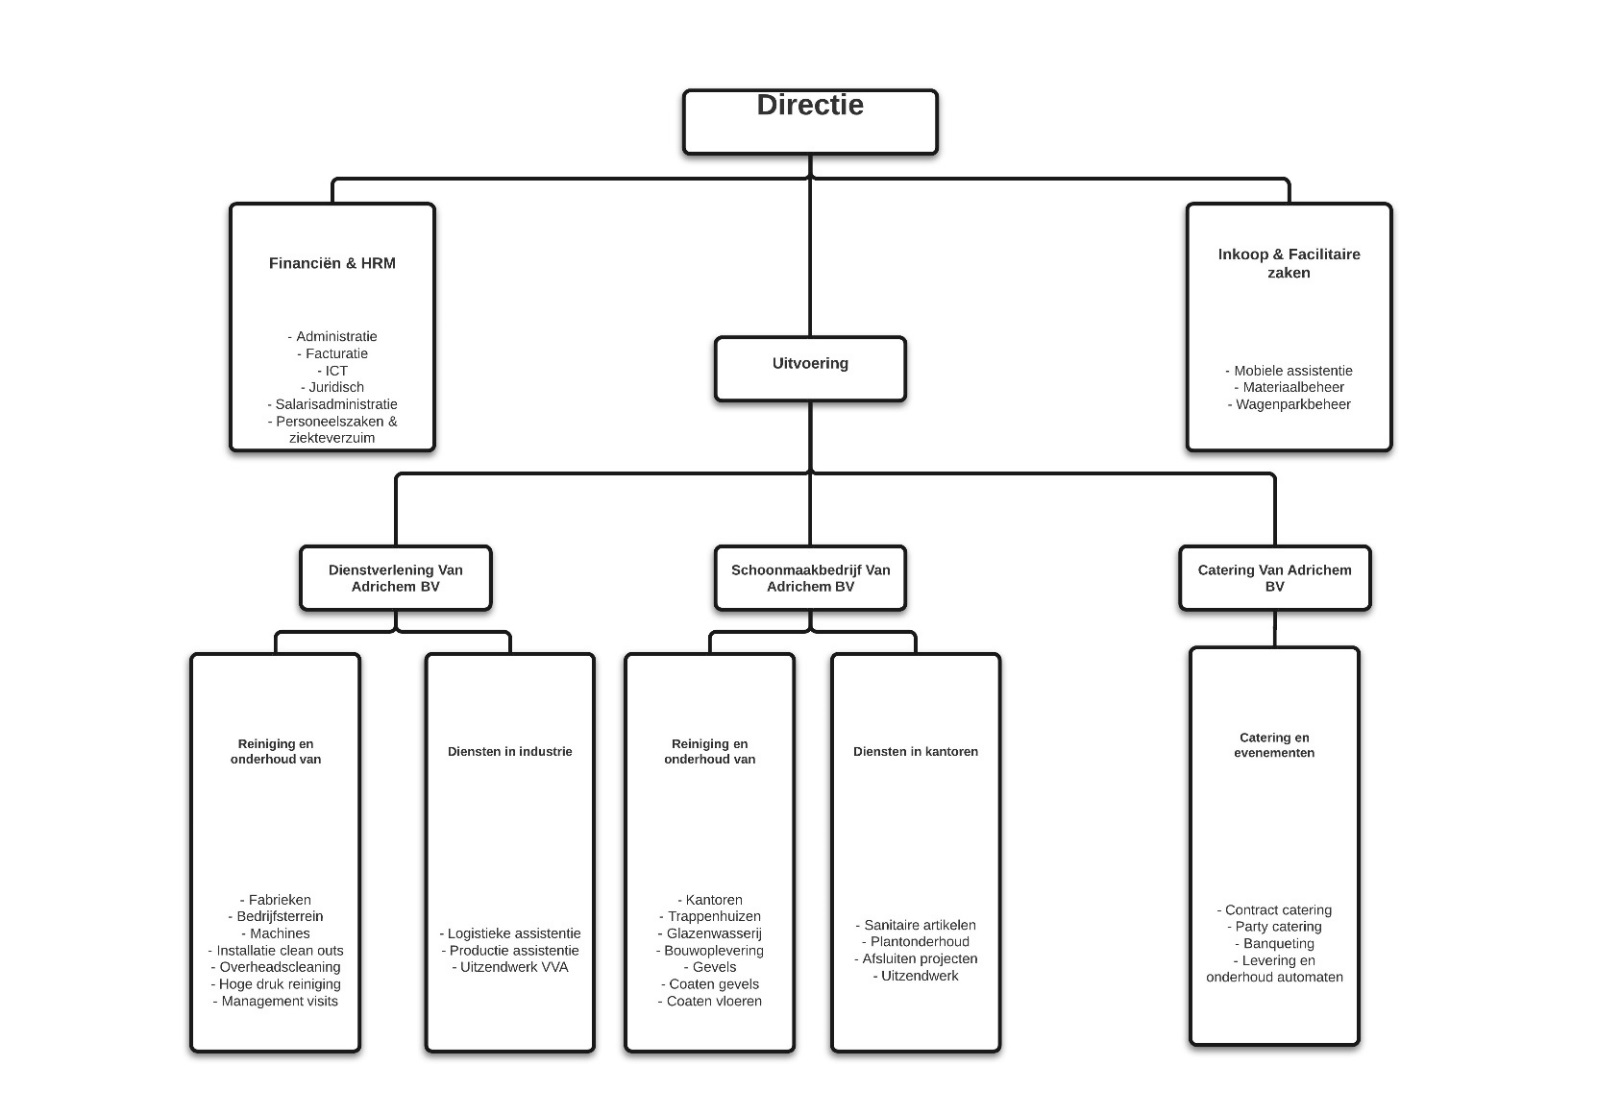 Directie
Financiën & HRM
- Administratie
- Facturatie
- ICT
- Juridisch
- Salarisadministratie
- Personeelszaken &
ziekteverzuim
Inkoop & Facilitaire
zaken
- Mobiele assistentie
- Materiaalbeheer
- Wagenparkbeheer
Uitvoering
Dienstverlening Van
Adrichem BV
Schoonmaakbedrijf Van
Adrichem BV
Catering Van Adrichem
BV
Reiniging en
onderhoud van
- Fabrieken
- Bedrijfsterrein
- Machines
- Installatie clean outs
- Overheadscleaning
- Hoge druk reiniging
- Management visits
Diensten in industrie
- Logistieke assistentie
- Productie assistentie
- Uitzendwerk VVA
Reiniging en
onderhoud van
- Kantoren
- Trappenhuizen
- Glazenwasserij
- Bouwoplevering
- Gevels
- Coaten gevels
- Coaten vloeren
Diensten in kantoren
- Sanitaire artikelen
- Plantonderhoud
- Afsluiten projecten
- Uitzendwerk
Catering en
evenementen
- Contract catering
- Party catering
- Banqueting
- Levering en
onderhoud automaten